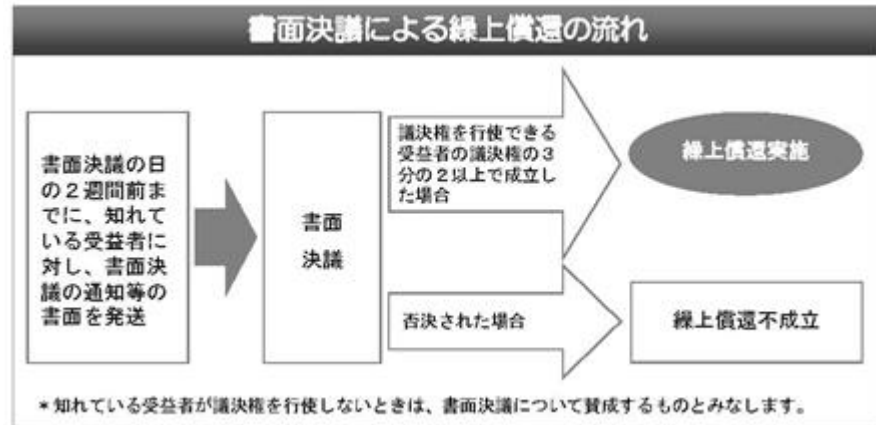 書面決議による繰上償還の流れ
書面決議の日
の2週間前ま
でに、知れて
いる受益者に
対し、書面決
議の通知等の
書面を発送
書面
決議
議決権を行使できる
受益者の議決権の3
分の2以上で成立し
た場合
繰上償還実施
否決された場合
繰上償還不成立
*知れている受益者が議決権を行使しないときは、書面決議について賛成するものとみなします。